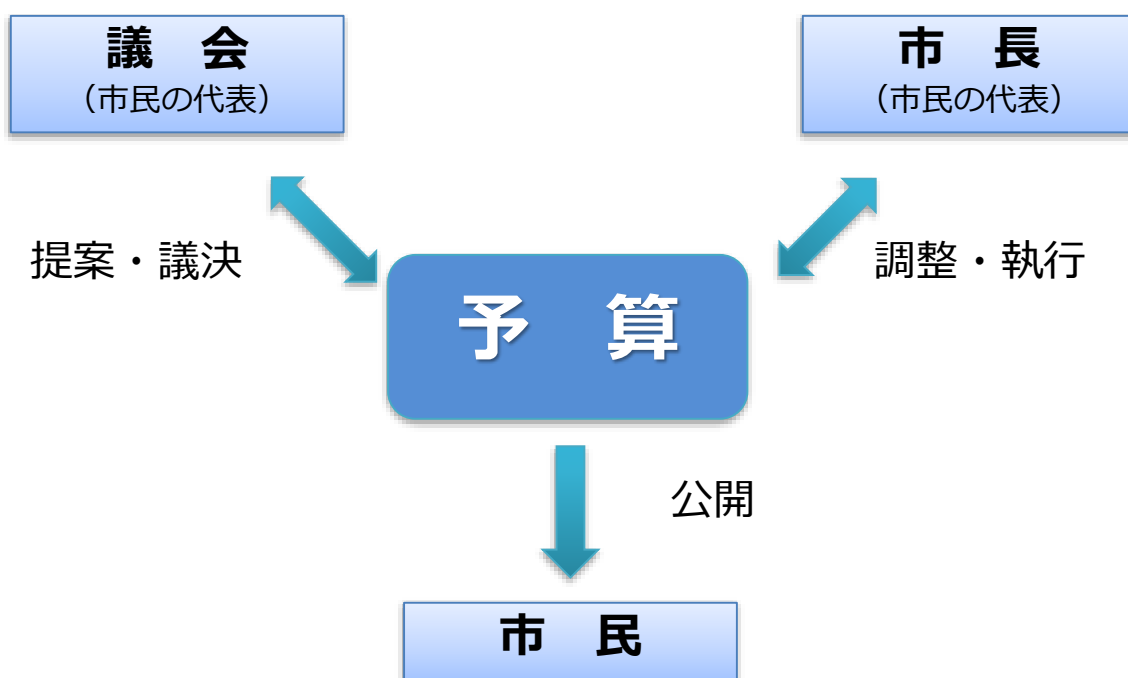 議　会
（市民の代表）
市　長
（市民の代表）
提案・議決
調整・執行
予　算
公開
市　民